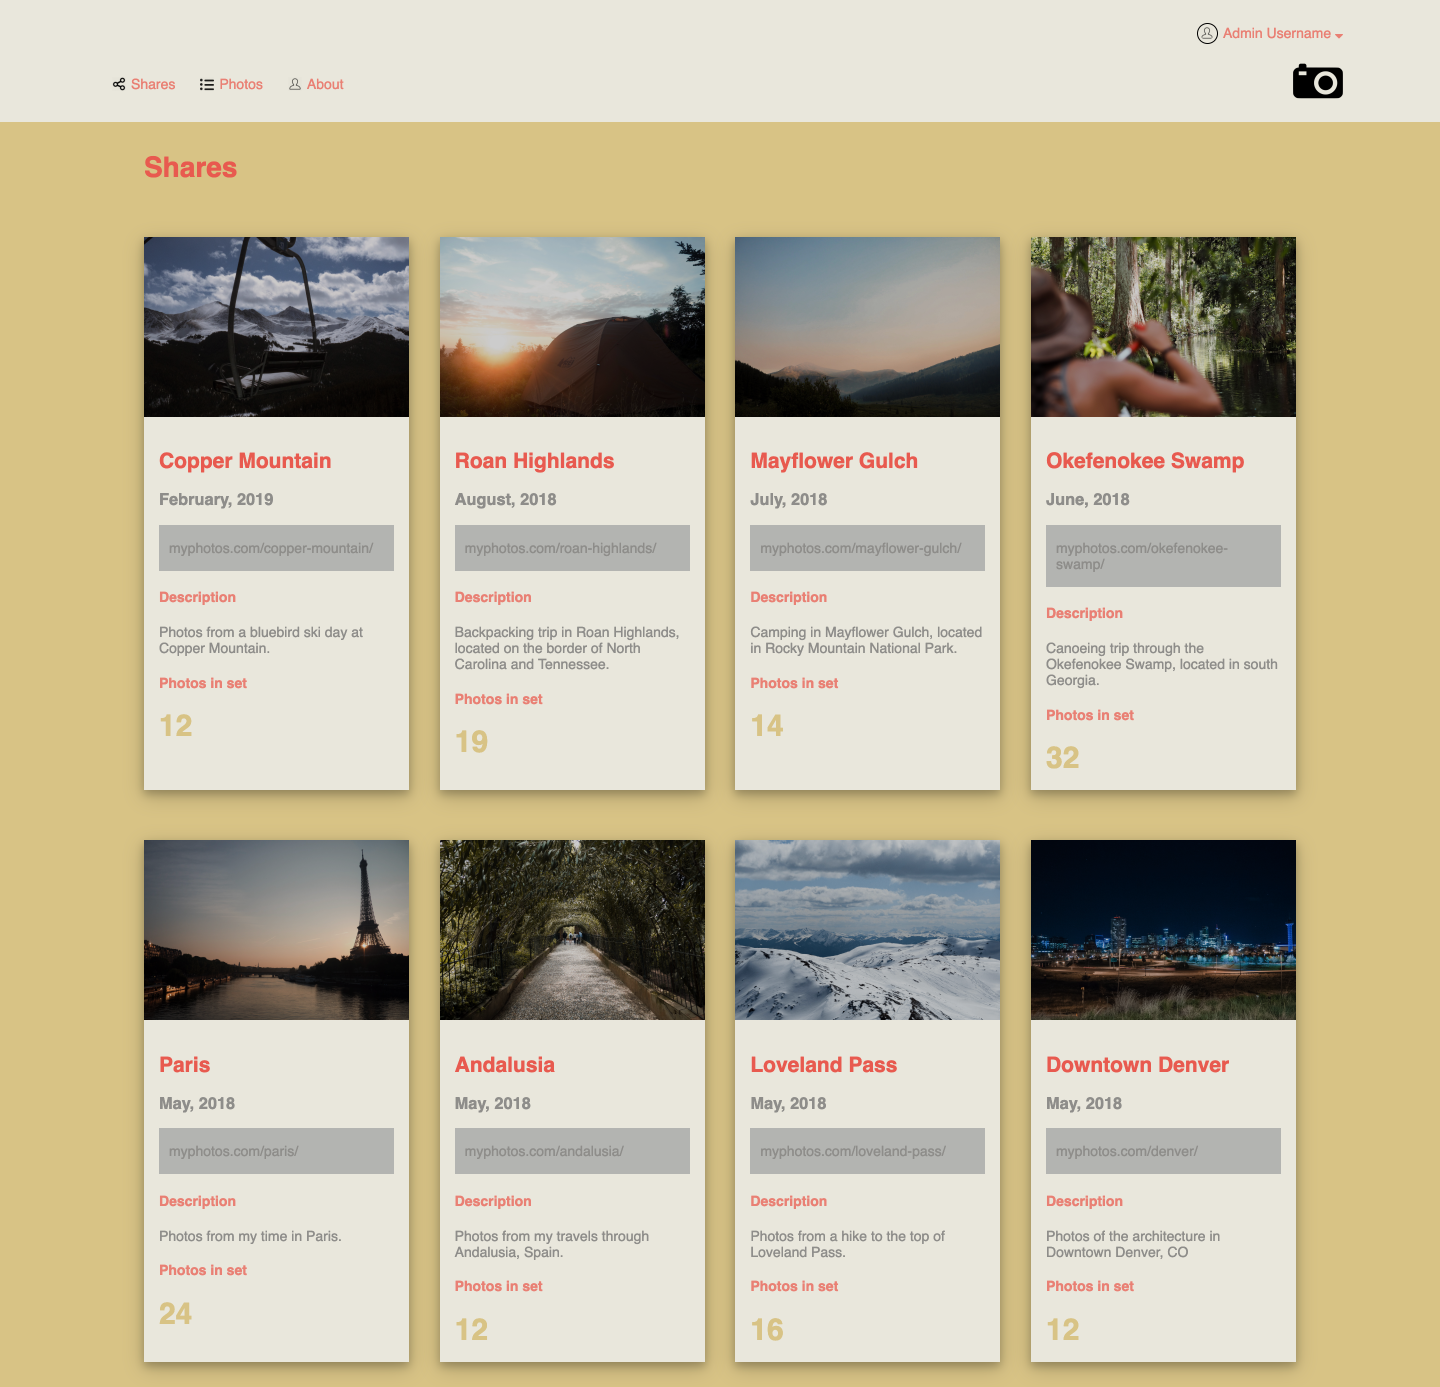 Admin Username
Shares
Photos
About
Shares
Copper Mountain
February, 2019
myphotos.com/copper-mountain/
Description
Photos from a bluebird ski day at
Copper Mountain.
Photos in set
12
Roan Highlands
August, 2018
myphotos.com/roan-highlands/
Description
Backpacking trip in Roan Highlands,
located on the border of North
Carolina and Tennessee.
Photos in set
19
Mayflower Gulch
July, 2018
myphotos.com/mayflower-gulch/
Description
Camping in Mayflower Gulch, located
in Rocky Mountain National Park.
Photos in set
14
Okefenokee Swamp
June, 2018
myphotos.com/okefenokee-
swamp/
Description
Canoeing trip through the
Okefenokee Swamp, located in south
Georgia.
Photos in set
32
Paris
May, 2018
myphotos.com/paris/
Description
Photos from my time in Paris.
Photos in set
24
Andalusia
May, 2018
myphotos.com/andalusia/
Description
Photos from my travels through
Andalusia, Spain.
Photos in set
12
Loveland Pass
May, 2018
myphotos.com/loveland-pass/
Description
Photos from a hike to the top of
Loveland Pass.
Photos in set
16
Downtown Denver
May, 2018
myphotos.com/denver/
Description
Photos of the architecture in
Downtown Denver, CO
Photos in set
12